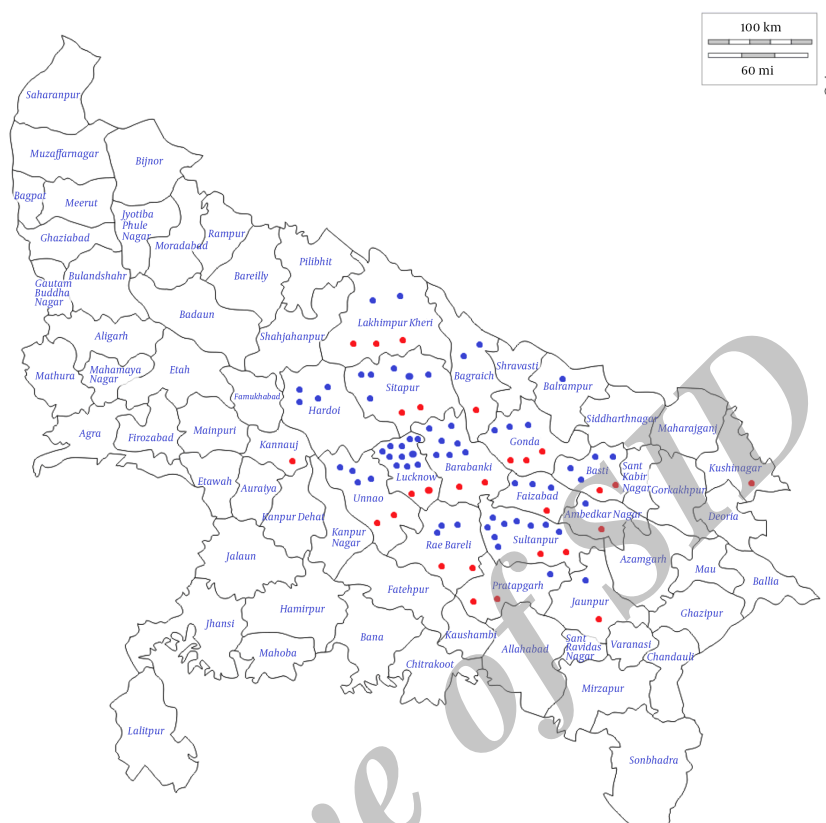 100 km
60 mi
Saharanpur
Muzaffarnagar
Bijnor
Bagpat
Meerut
Jyotiba
Phule
Nagar
Moradabad
Rampur
Ghaziabad
Pilibhit
Bulandshahr
Bareilly
Gautam
Buddha
Nagar
Badaun
Lakhimpur Kheri
Aligarh
Shahjahanpur
Mathura
Mahamaya
Nagar
Etah
Sitapur
Bagraich
Shravasti
Balrampur
Famukhabad
Hardoi
Siddharthnagar
Maharajganj
Agra
Firozabad
Mainpuri
Kannauj
Gonda
Lucknow
Barabanki
Basti
Sant
Kabir
Nagar
Gorkakhpur
Kushinagar
Etawah
Auraiya
Unnao
Faizabad
Kanpur Dehat
Ambedkar Nagar
Deoria
Kanpur
Nagar
Rae Bareli
Sultanpur
Jalaun
Azamgarh
Mau
Ballia
Fatehpur
Pratapgarh
Jaunpur
Hamirpur
Ghazipur
Jhansi
Bana
Kaushambi
Allahabad
Sant
Ravidas
Nagar
Varanasi
Chandauli
Mahoba
Chitrakoot
Mirzapur
Lalitpur
Sonbhadra
of SID